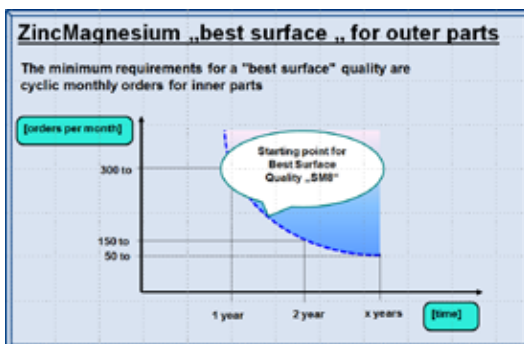 ZincMagnesium „best surface „ for outer parts
The minimum requirements for a "best surface" quality are
cyclic monthly orders for inner parts
[orders per month]
Starting point for
Best Surface
Quality „SM8“
300 to
150 to
50 to
1 year
2 year
x years
[time]